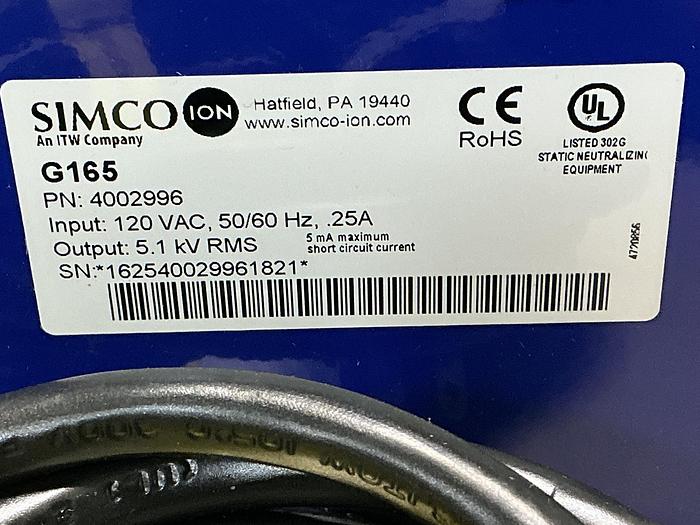 SIMCO ION
An ITW Company
Hatfield, PA 19440
www.simco-ion.com
CE
RoHS
UL
LISTED 302G
STATIC NEUTRALIZIN
EQUIPMENT
G165
PN: 4002996
Input: 120 VAC, 50/60 Hz, .25A
Output: 5.1 kV RMS
5 mA maximum
short circuit current
SN:*162540029961821*
4720856